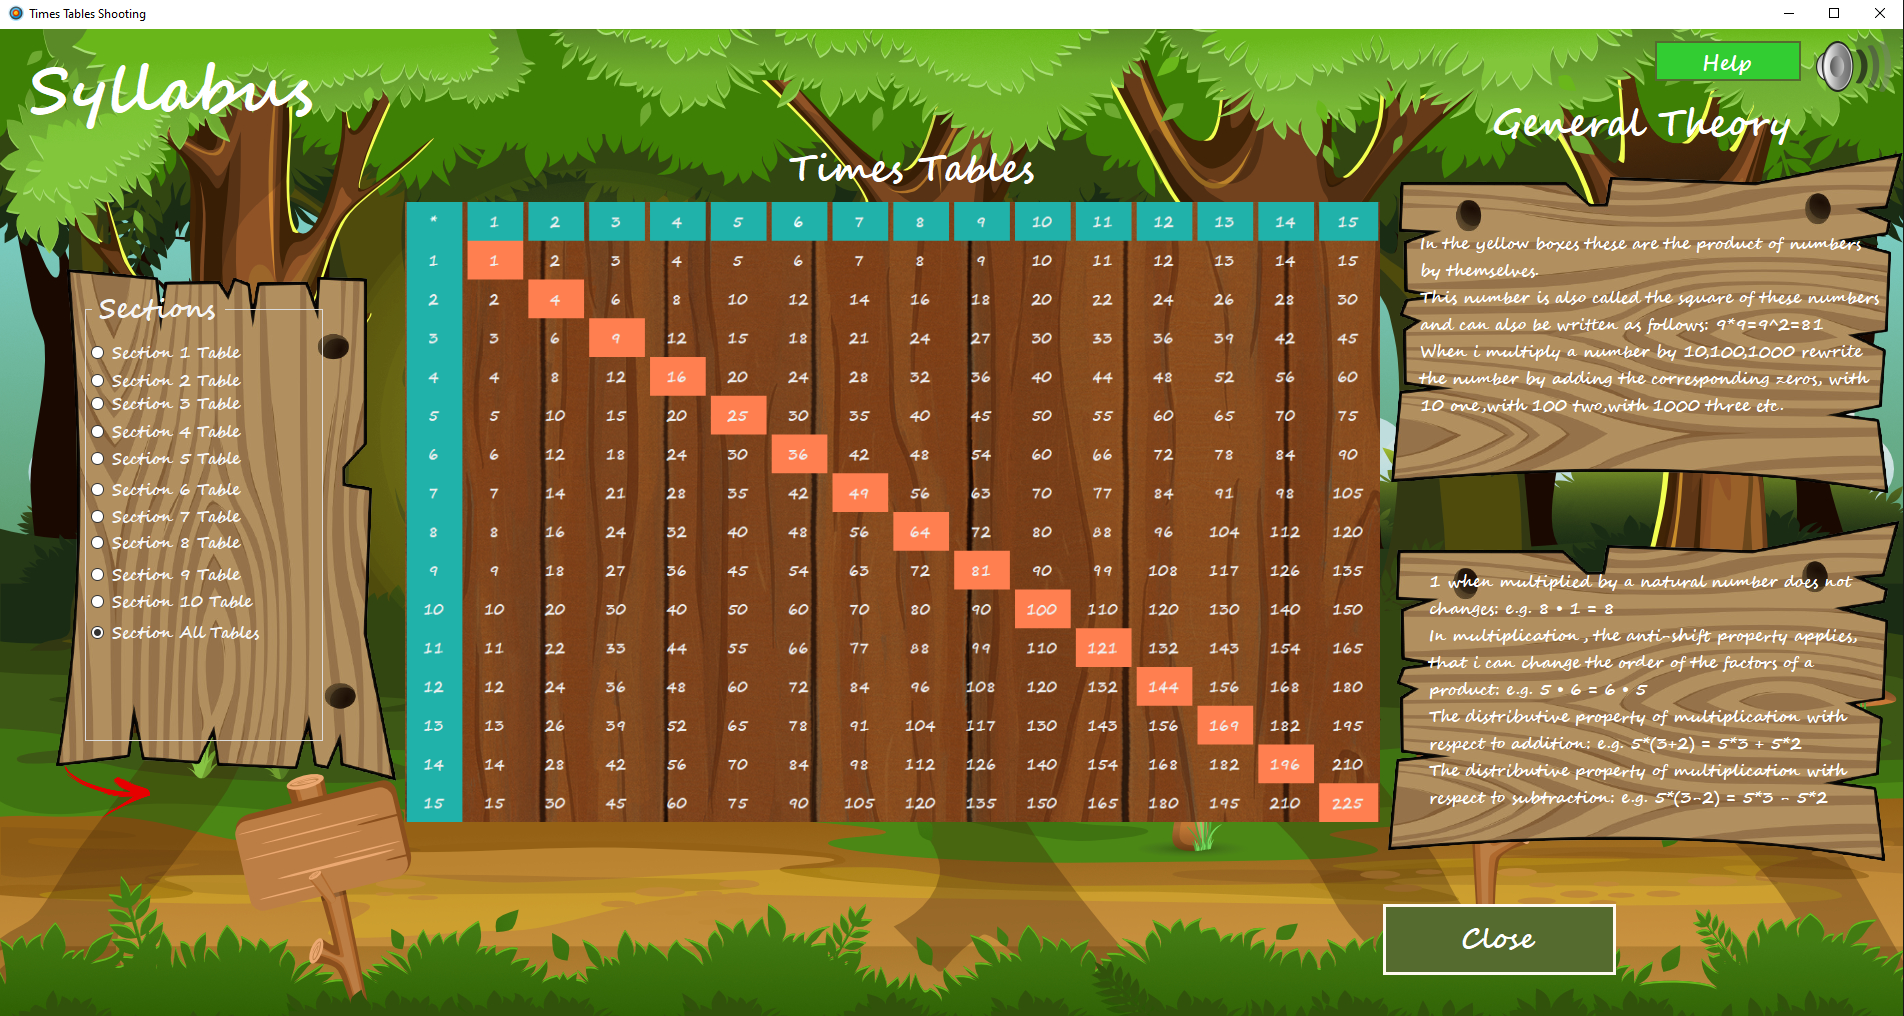 Times Tables Shooting
Syllabus
Help
General Theory
Times Tables
Sections
Section 1 Table
Section 2 Table
Section 3 Table
Section 4 Table
Section 5 Table
Section 6 Table
Section 7 Table
Section 8 Table
Section 9 Table
Section 10 Table
Section All Tables
* 1 2 3 4 5 6 7 8 9 10 11 12 13 14 15
1 1 2 3 4 5 6 7 8 9 10 11 12 13 14 15
2 2 4 6 8 10 12 14 16 18 20 22 24 26 28 30
3 3 6 9 12 15 18 21 24 27 30 33 36 39 42 45
4 4 8 12 16 20 24 28 32 36 40 44 48 52 56 60
5 5 10 15 20 25 30 35 40 45 50 55 60 65 70 75
6 6 12 18 24 30 36 42 48 54 60 66 72 78 84 90
7 7 14 21 28 35 42 49 56 63 70 77 84 91 98 105
8 8 16 24 32 40 48 56 64 72 80 88 96 104 112 120
9 9 18 27 36 45 54 63 72 81 90 99 108 117 126 135
10 10 20 30 40 50 60 70 80 90 100 110 120 130 140 150
11 11 22 33 44 55 66 77 88 99 110 121 132 143 154 165
12 12 24 36 48 60 72 84 96 108 120 132 144 156 168 180
13 13 26 39 52 65 78 91 104 117 130 143 156 169 182 195
14 14 28 42 56 70 84 98 112 126 140 154 168 182 196 210
15 15 30 45 60 75 90 105 120 135 150 165 180 195 210 225
In the yellow boxes these are the product of numbers
by themselves.
This number is also called the square of these numbers
and can also be written as follows: 9*9=9^2=81
When i multiply a number by 10,100,1000 rewrite
the number by adding the corresponding zeros, with
10 one,with 100 two,with 1000 three etc.
1 when multiplied by a natural number does not
changes: e.g. 8 • 1 = 8
In multiplication , the anti-shift property applies,
that i can change the order of the factors of a
product: e.g. 5 • 6 = 6 • 5
The distributive property of multiplication with
respect to addition: e.g. 5*(3+2) = 5*3 + 5*2
The distributive property of multiplication with
respect to subtraction: e.g. 5*(3-2) = 5*3 - 5*2
Close